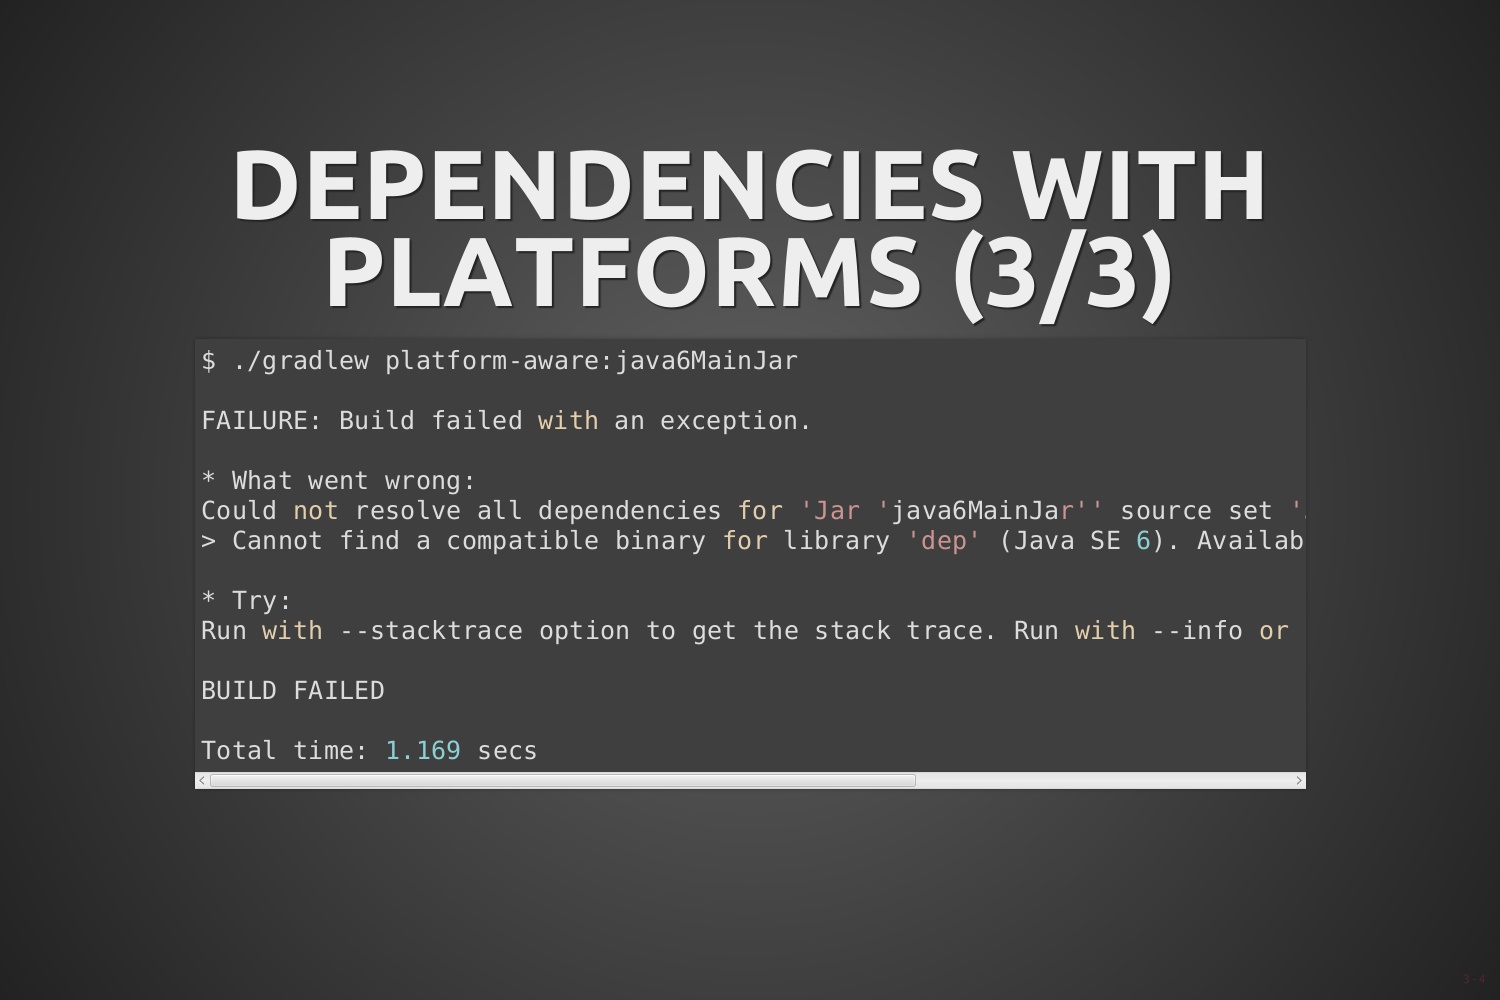 DEPENDENCIES WITH
PLATFORMS (3/3)
$ ./gradlew platform-aware:java6MainJar
FAILURE: Build failed with an exception.
* What went wrong:
Could not resolve all dependencies for 'Jar 'java6MainJar'' source set '
> Cannot find a compatible binary for library 'dep' (Java SE 6). Availab
* Try:
Run with --stacktrace option to get the stack trace. Run with --info or
BUILD FAILED
Total time: 1.169 secs
3-4